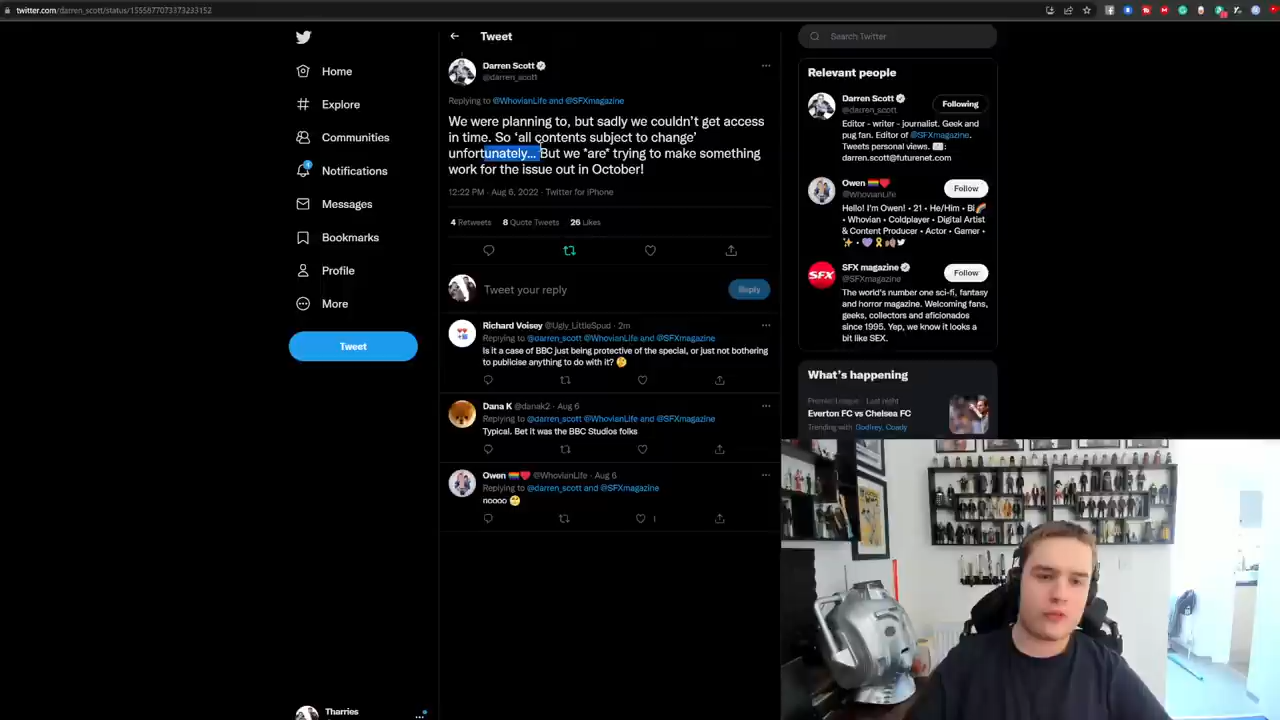 twitter.com/darren_scott/status/1555877073373233152
Home
Explore
Communities
Notifications
Messages
Bookmarks
Profile
More
Tweet
Tharries
Tweet
Darren Scott
@darren_scott
Replying to @WhovianLife and @SFXmagazine
We were planning to, but sadly we couldn't get access
in time. So 'all contents subject to change'
unfortunately... But we *are* trying to make something
work for the issue out in October!
12:22 PM · Aug 6, 2022 · Twitter for iPhone
4 Retweets 8 Quote Tweets 26 Likes
Tweet your reply
Reply
Richard Voisey @Ugly_LittleSpud · 2m
Replying to @darren_scott @WhovianLife and @SFXmagazine
Is it a case of BBC just being protective of the special, or just not bothering
to publicise anything to do with it?
Dana K @danak2 · Aug 6
Replying to @darren_scott @WhovianLife and @SFXmagazine
Typical. Bet it was the BBC Studios folks
Owen @WhovianLife · Aug 6
Replying to @darren_scott and @SFXmagazine
noooo
1
Search Twitter
Relevant people
Darren Scott
@darren_scott
Following
Editor - writer - journalist. Geek and
pug fan. Editor of @SFXmagazine.
Tweets personal views.
darren.scott@futurenet.com
Owen
@WhovianLife
Follow
Hello! I'm Owen! • 21 • He/Him • Bi
• Whovian • Coldplayer • Digital Artist
& Content Producer • Actor • Gamer •
SFX
SFX magazine
@SFXmagazine
Follow
The world's number one sci-fi, fantasy
and horror magazine. Welcoming fans,
geeks, collectors and aficionados
since 1995. Yep, we know it looks a
bit like SEX.
What's happening
Premier League · Last night
Everton FC vs Chelsea FC
Trending with Godfrey, Coady